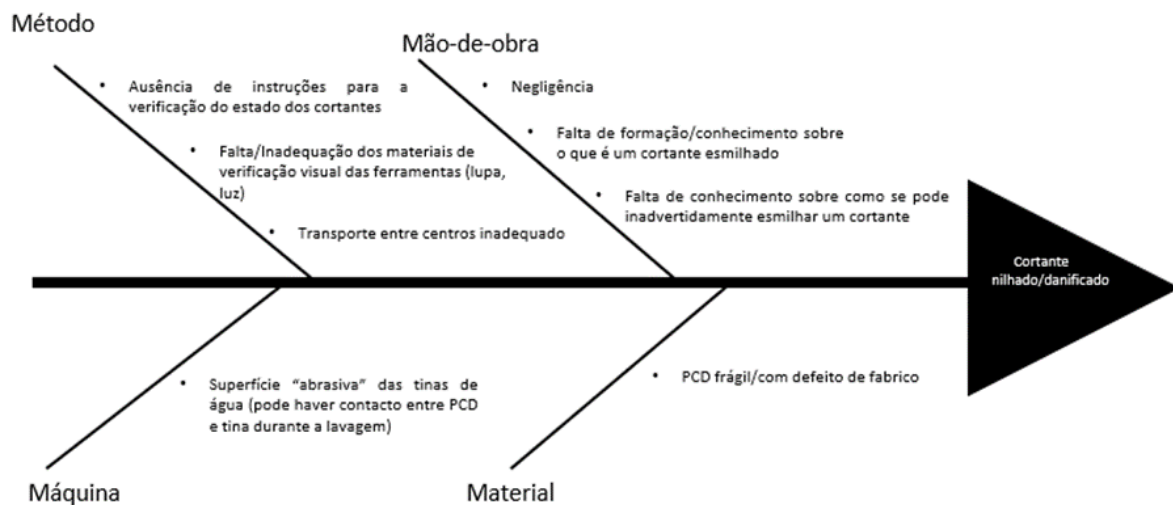 Método
• Ausência de instruções para a
verificação do estado dos cortantes
• Falta/Inadequação dos materiais de
verificação visual das ferramentas (lupa,
luz)
• Transporte entre centros inadequado
Mão-de-obra
• Negligência
• Falta de formação/conhecimento sobre
o que é um cortante esmilhado
• Falta de conhecimento sobre como se pode
inadvertidamente esmilhar um cortante
Cortante
nilhado/danificado
• Superfície “abrasiva” das tinas de
água (pode haver contacto entre PCD
e tina durante a lavagem)
Máquina
• PCD frágil/com defeito de fabrico
Material